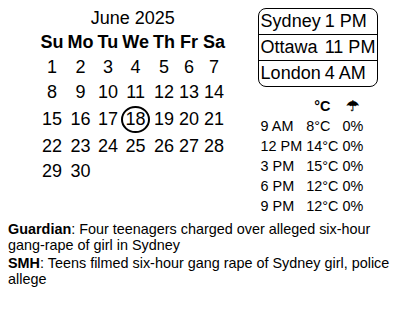 June 2025
Su Mo Tu We Th Fr Sa
1 2 3 4 5 6 7
8 9 10 11 12 13 14
15 16 17 18 19 20 21
22 23 24 25 26 27 28
29 30
Sydney 1 PM
Ottawa 11 PM
London 4 AM
°C ☂
9 AM 8°C 0%
12 PM 14°C 0%
3 PM 15°C 0%
6 PM 12°C 0%
9 PM 12°C 0%
Guardian: Four teenagers charged over alleged six-hour
gang-rape of girl in Sydney
SMH: Teens filmed six-hour gang rape of Sydney girl, police
allege